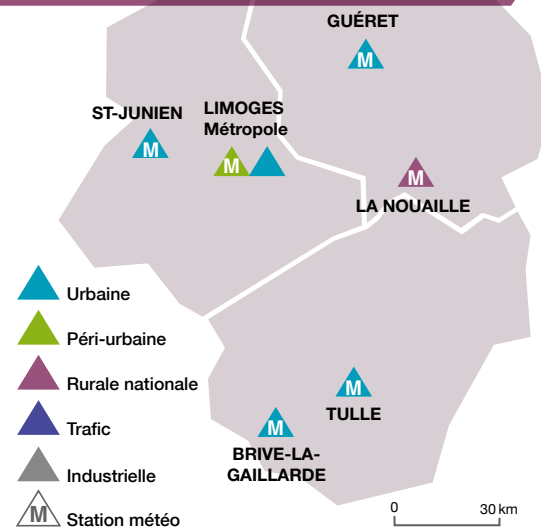 GUÉRET
M
ST-JUNIEN
M
LIMOGES
Métropole
M
M
LA NOUAILLE
Urbaine
Péri-urbaine
Rurale nationale
Trafic
Industrielle
M Station météo
M
TULLE
M
BRIVE-LA-
GAILLARDE
0 30 km